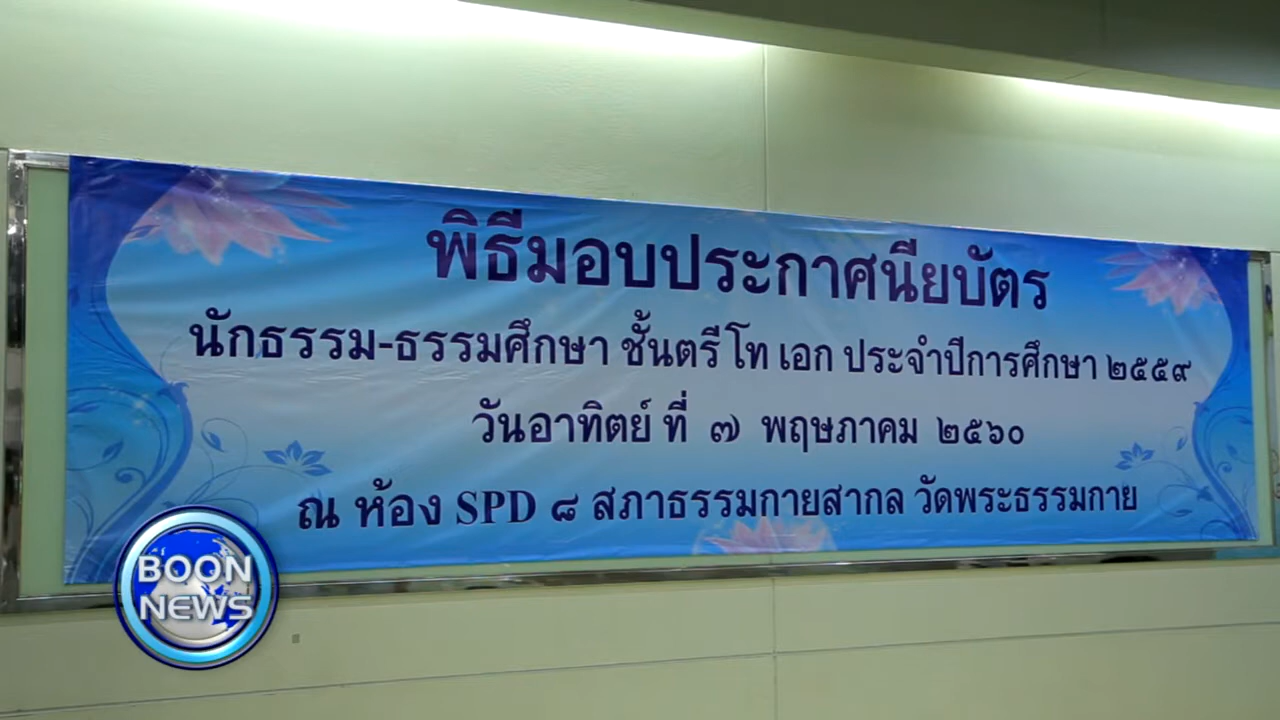 พิธีมอบประกาศนียบัตร
นักธรรม-ธรรมศึกษา ชั้นตรี โท เอก ประจำปีการศึกษา ๒๕๕๙
วันอาทิตย์ ที่ ๗ พฤษภาคม ๒๕๖๐
ณ ห้อง SPD ๘ สภาธรรมกายสากล วัดพระธรรมกาย
BOON
NEWS